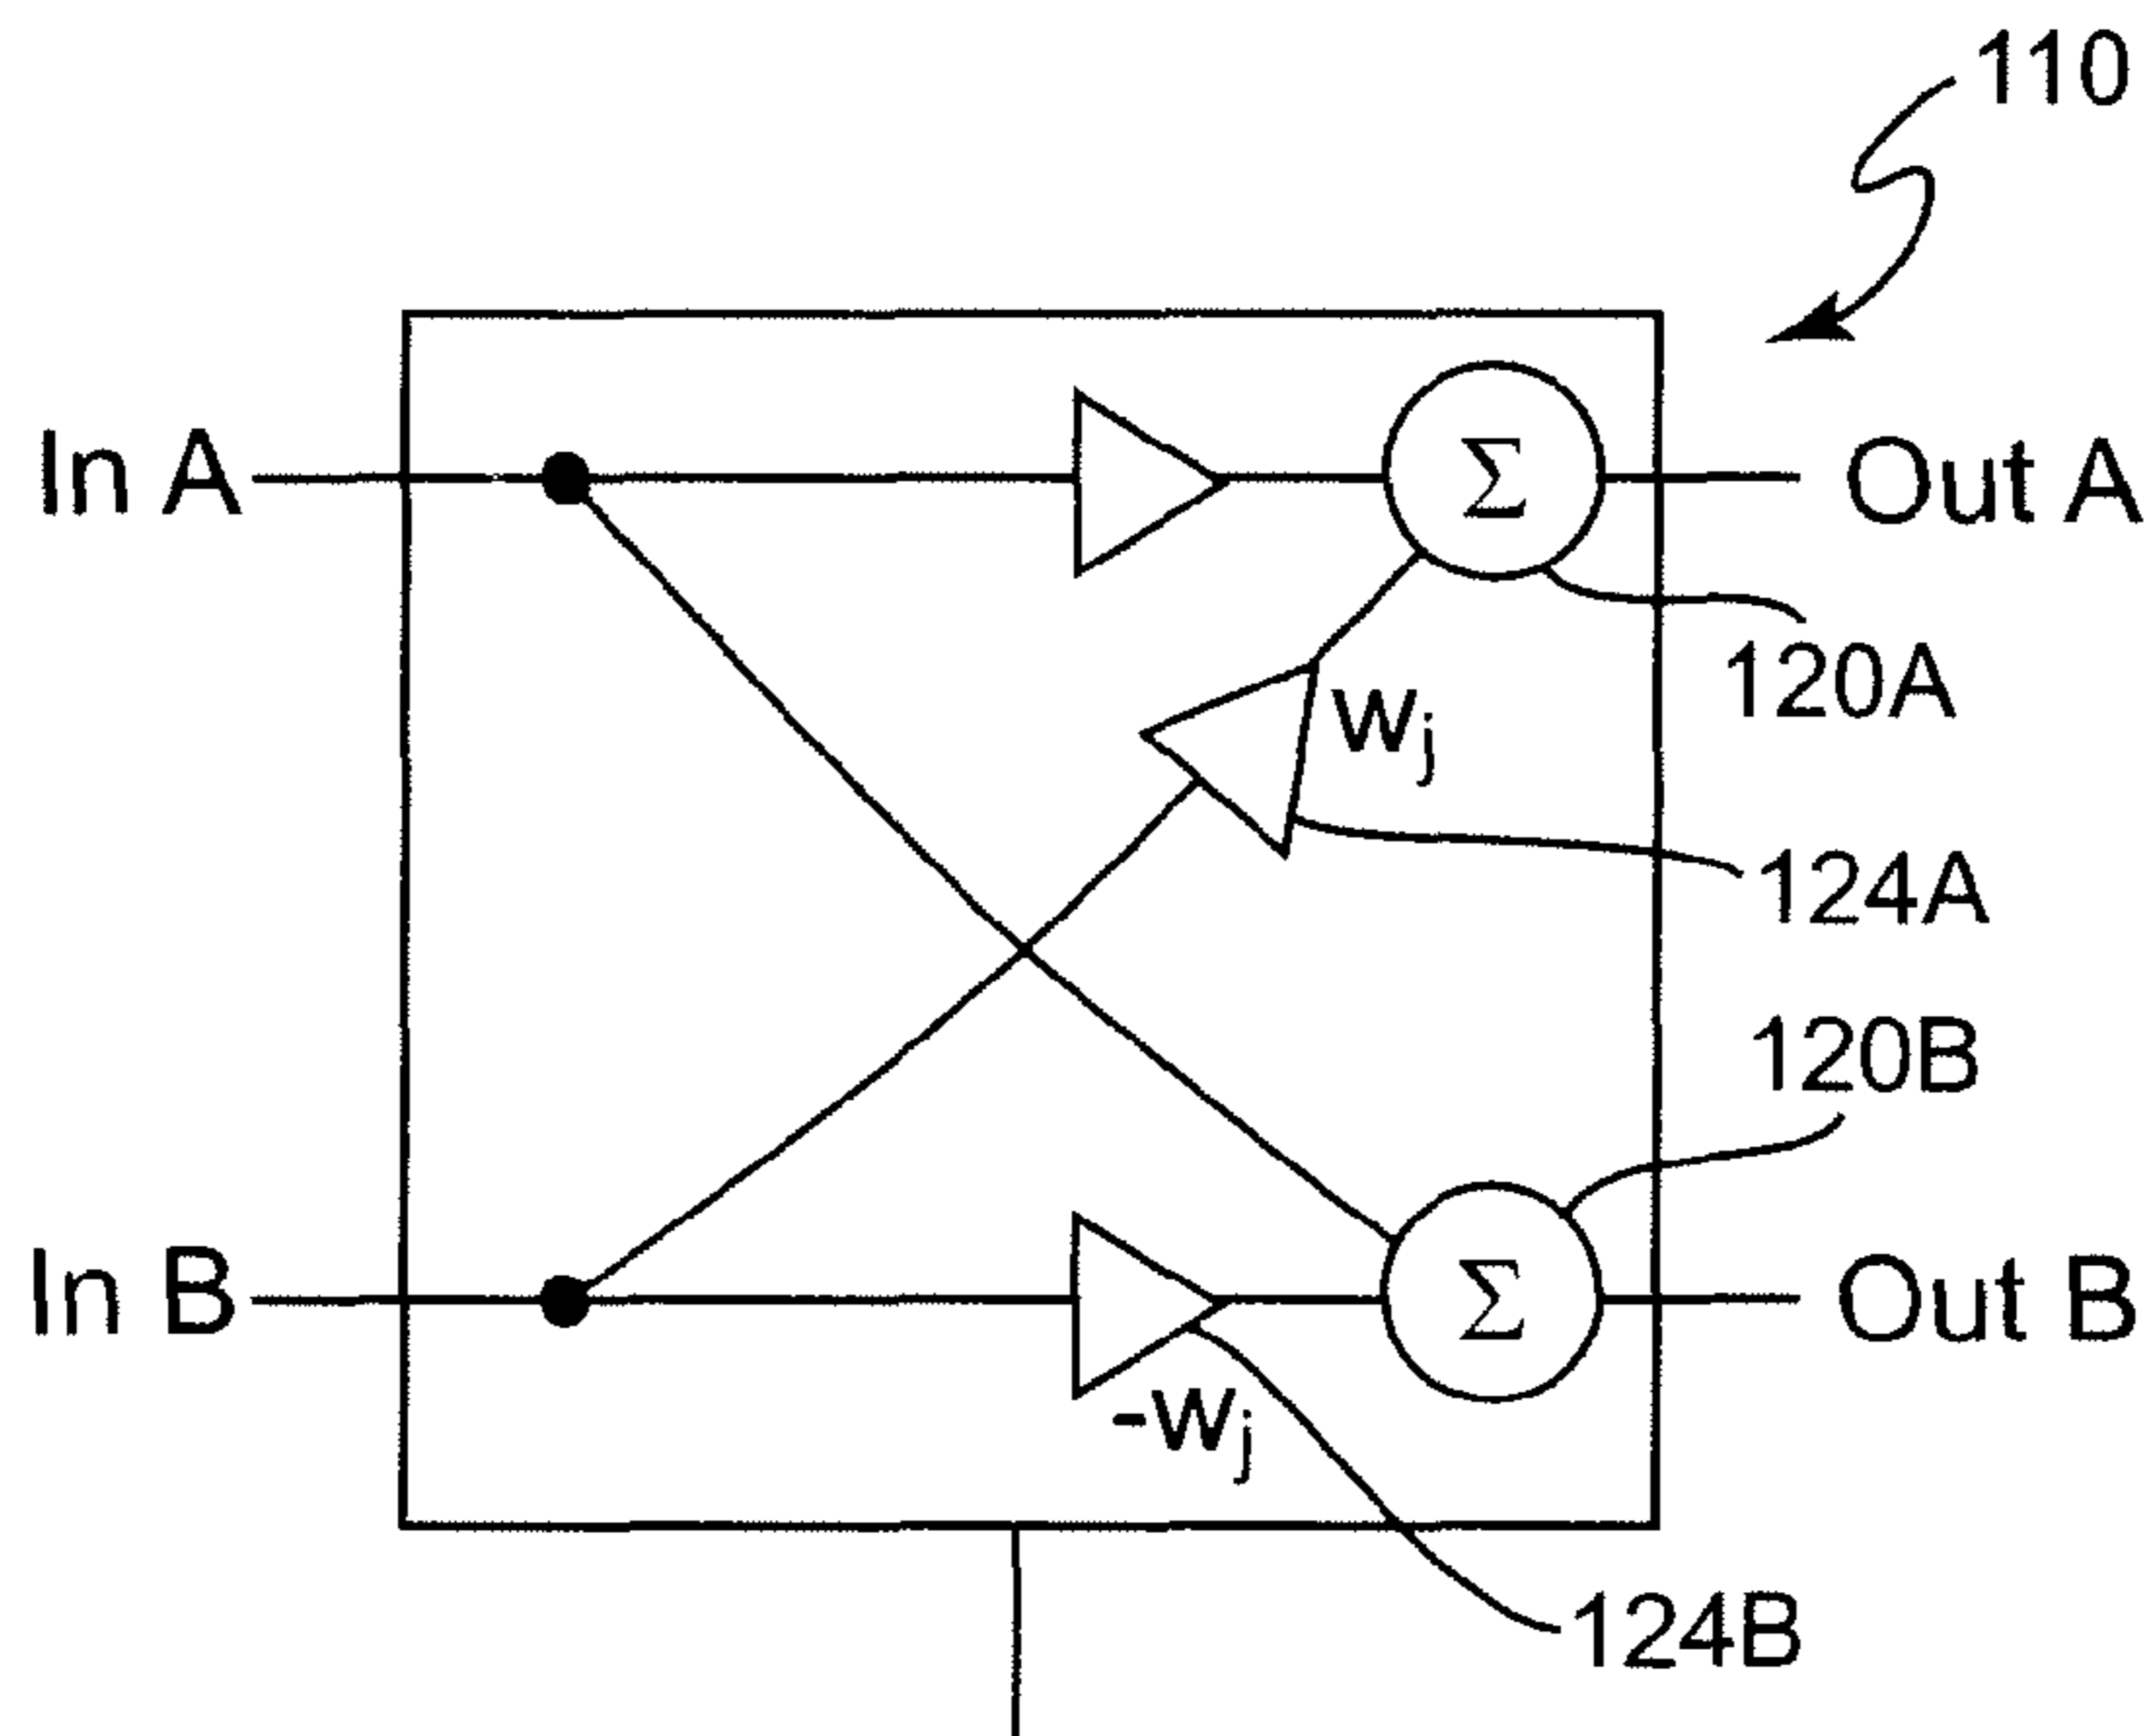 110
In A
Σ
Out A
120A
wj
124A
120B
In B
Σ
Out B
-wj
124B